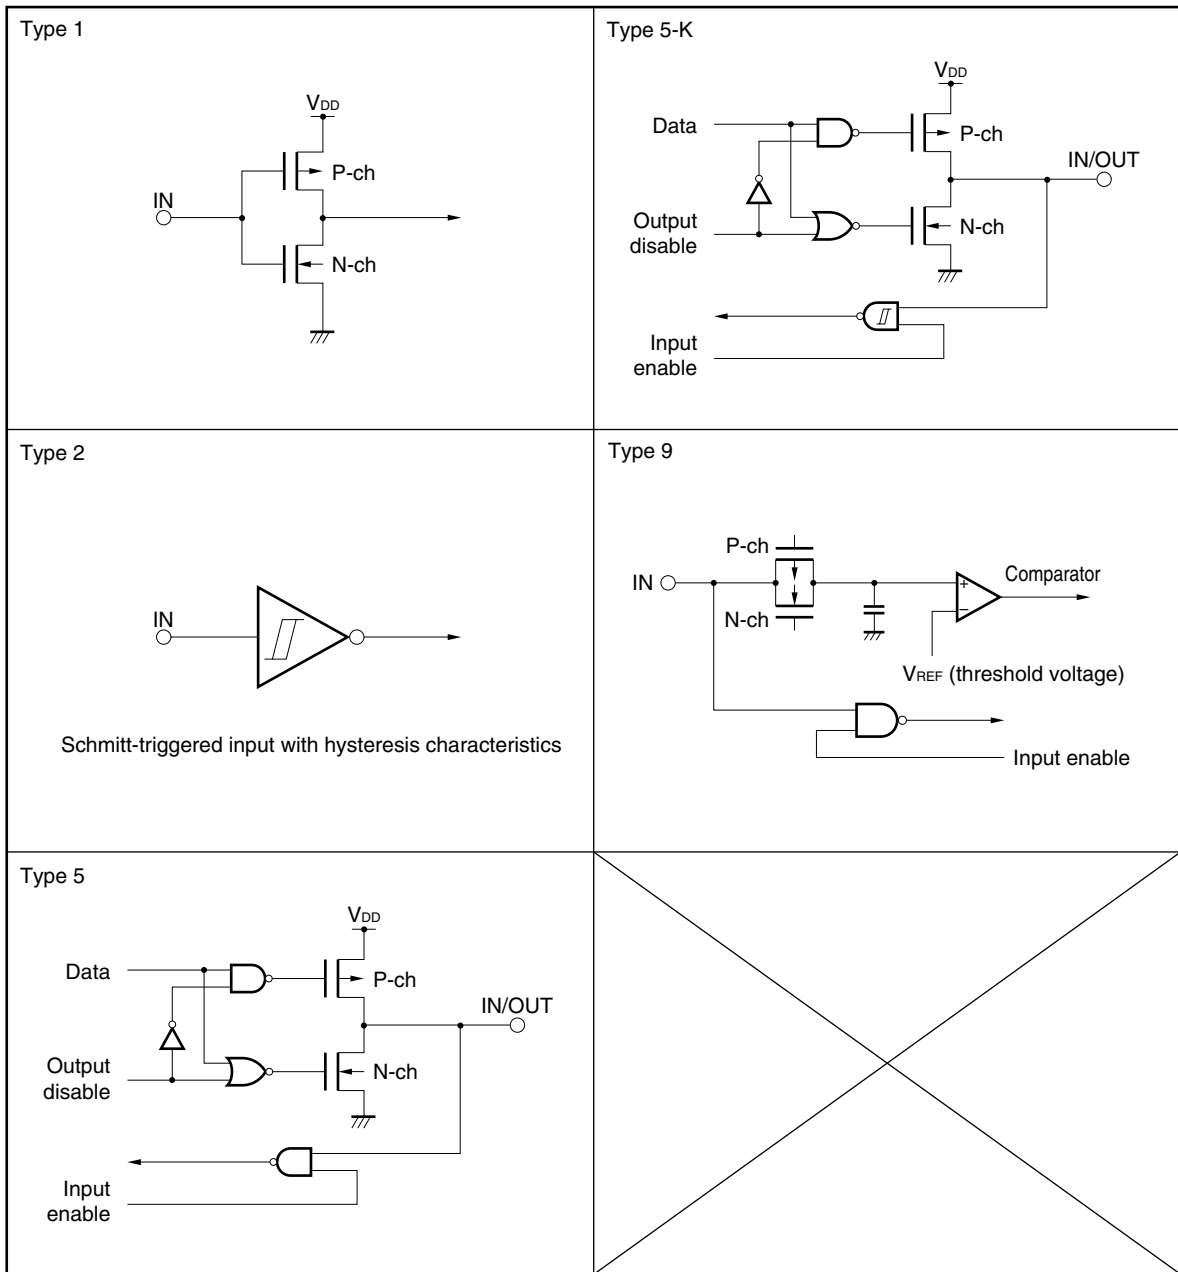 Type 1
VDD
P-ch
IN
N-ch
Type 5-K
VDD
Data
P-ch
IN/OUT
Output
disable
N-ch
Input
enable
Type 2
IN
Schmitt-triggered input with hysteresis characteristics
Type 9
P-ch
IN
+
Comparator
N-ch
−
VREF (threshold voltage)
Input enable
Type 5
VDD
Data
P-ch
IN/OUT
Output
disable
N-ch
Input
enable